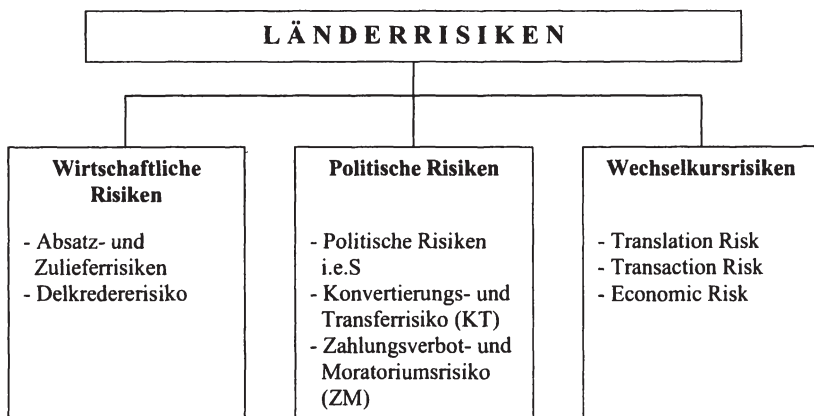 LÄNDERRISIKEN
Wirtschaftliche
Risiken
- Absatz- und
Zulieferrisiken
- Delkredererisiko
Politische Risiken
- Politische Risiken
i.e.S
- Konvertierungs- und
Transferrisiko (KT)
- Zahlungsverbot- und
Moratoriumsrisiko
(ZM)
Wechselkursrisiken
- Translation Risk
- Transaction Risk
- Economic Risk